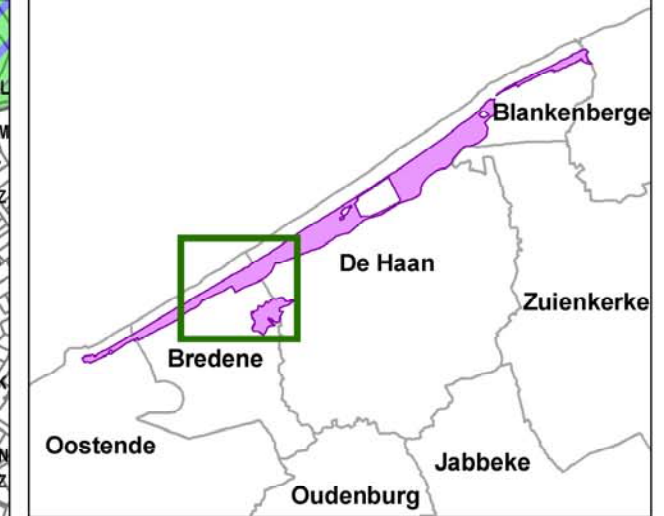 Blankenberge
De Haan
Zuienkerke
Bredene
Oostende
Jabbeke
Oudenburg